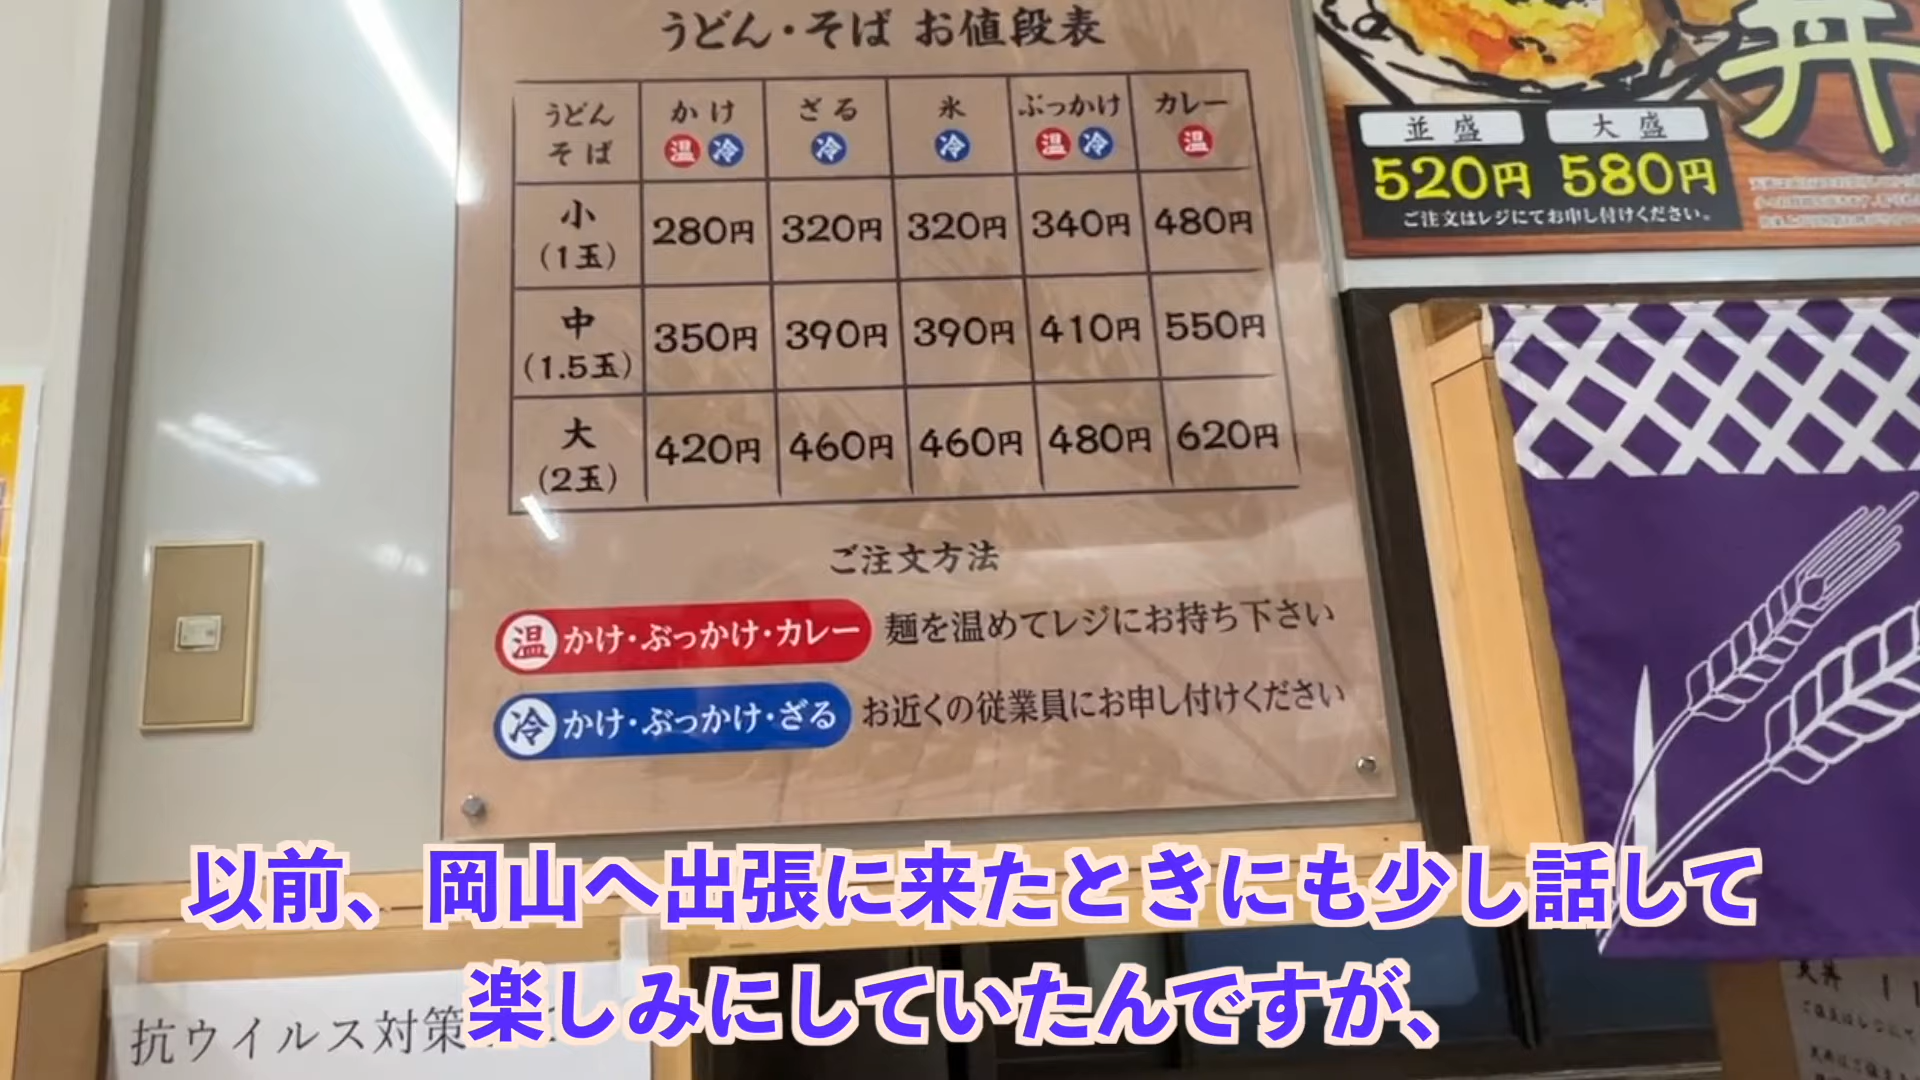 うどん・そば お値段表
うどん そば かけ 温 冷 ざる 冷 氷 冷 ぶっかけ 温 冷 カレー 温
小 (1玉) 280円 320円 320円 340円 480円
中 (1.5玉) 350円 390円 390円 410円 550円
大 (2玉) 420円 460円 460円 480円 620円
ご注文方法
温 かけ・ぶっかけ・カレー 麺を温めてレジにお持ち下さい
冷 かけ・ぶっかけ・ざる お近くの従業員にお申し付けください
丼
並盛 大盛
520円 580円
ご注文はレジにてお申し付けください。
以前、岡山へ出張に来たときにも少し話して
楽しみにしていたんですが、
抗ウイルス対策
天丼